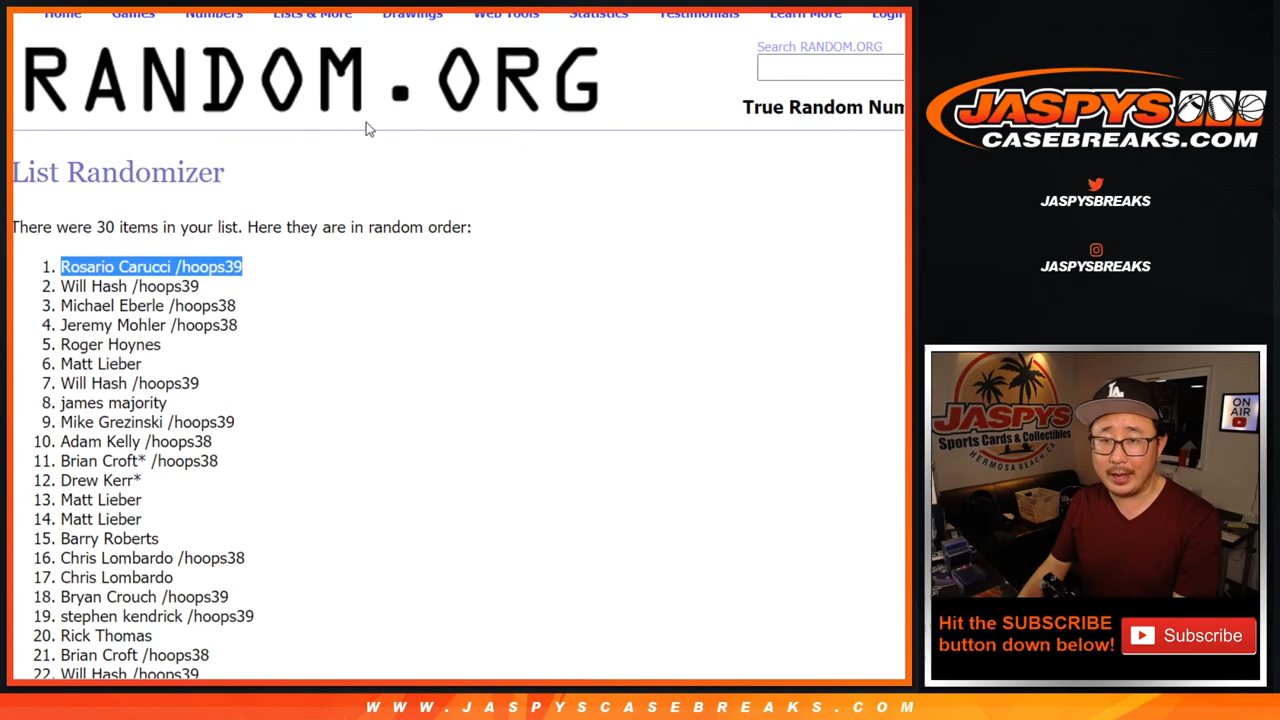 Home Games Numbers Lists & More Drawings Web Tools Statistics Testimonials Learn More Login
RANDOM.ORG
Search RANDOM.ORG
True Random Num
List Randomizer
There were 30 items in your list. Here they are in random order:
1. Rosario Carucci /hoops39
2. Will Hash /hoops39
3. Michael Eberle /hoops38
4. Jeremy Mohler /hoops38
5. Roger Hoynes
6. Matt Lieber
7. Will Hash /hoops39
8. james majority
9. Mike Grezinski /hoops39
10. Adam Kelly /hoops38
11. Brian Croft* /hoops38
12. Drew Kerr*
13. Matt Lieber
14. Matt Lieber
15. Barry Roberts
16. Chris Lombardo /hoops38
17. Chris Lombardo
18. Bryan Crouch /hoops39
19. stephen kendrick /hoops39
20. Rick Thomas
21. Brian Croft /hoops38
22. Will Hash /hoops39
JASPYS
CASEBREAKS.COM
JASPYSBREAKS
JASPYSBREAKS
JASPYS
Sports Cards & Collectibles
HERMOSA BEACH, CA
LA
ON
AIR
Hit the SUBSCRIBE
button down below!
Subscribe
WWW.JASPYSCASEBREAKS.COM